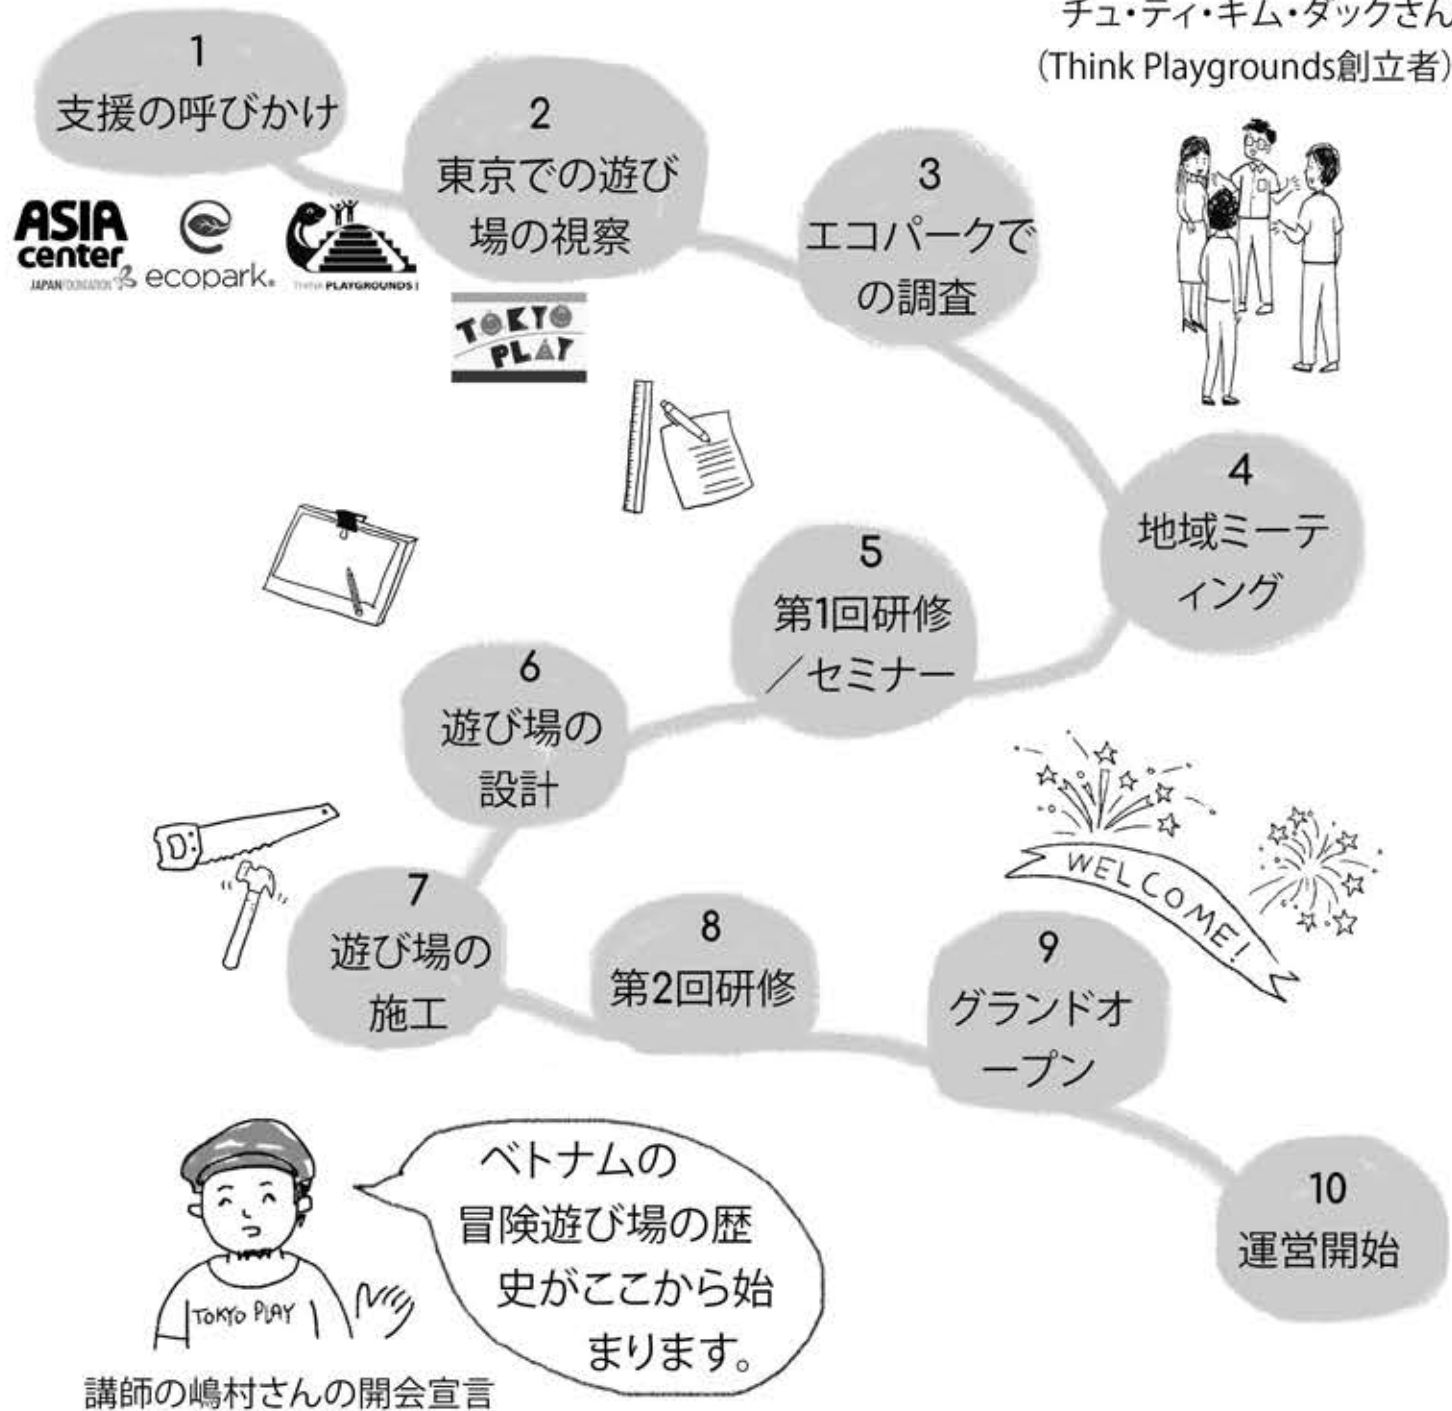 チュ・ティ・キム・ダックさん
（Think Playgrounds創立者）
1
支援の呼びかけ
ASIA
center
JAPAN FOUNDATION
ecopark
THINK PLAYGROUNDS
2
東京での遊び
場の視察
TOKYO
PLAY
3
エコパークで
の調査
4
地域ミーテ
ィング
5
第1回研修
／セミナー
6
遊び場の
設計
7
遊び場の
施工
8
第2回研修
WELCOME!
9
グランドオ
ープン
10
運営開始
ベトナムの
冒険遊び場の歴
史がここから始
まります。
TOKYO PLAY
講師の嶋村さんの開会宣言